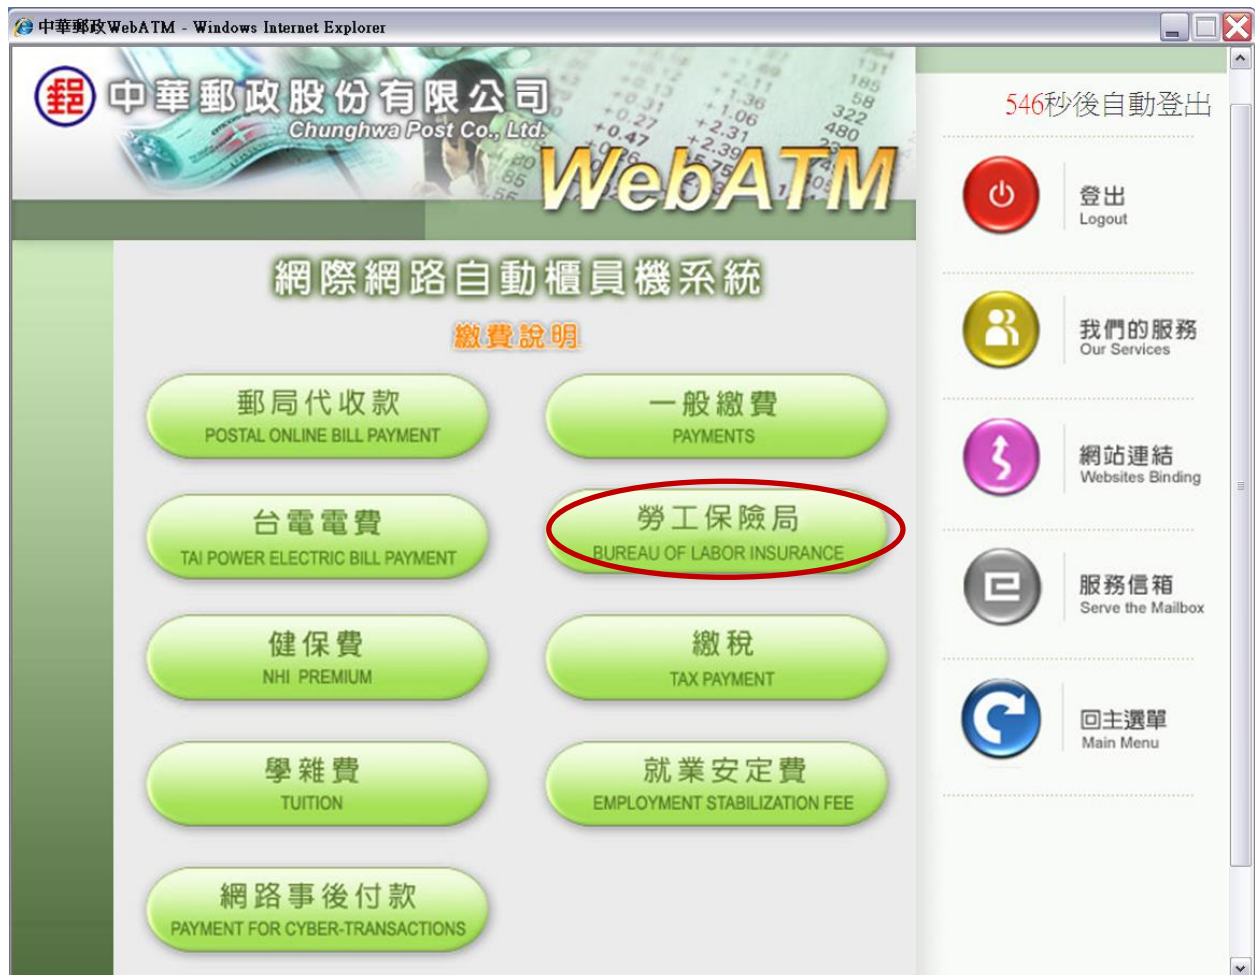 中華郵政WebATM - Windows Internet Explorer
中華郵政股份有限公司
Chunghwa Post Co., Ltd.
WebATM
網際網路自動櫃員機系統
繳費說明
郵局代收款
POSTAL ONLINE BILL PAYMENT
一般繳費
PAYMENTS
台電電費
TAI POWER ELECTRIC BILL PAYMENT
勞工保險局
BUREAU OF LABOR INSURANCE
健保費
NHI PREMIUM
繳稅
TAX PAYMENT
學雜費
TUITION
就業安定費
EMPLOYMENT STABILIZATION FEE
網路事後付款
PAYMENT FOR CYBER-TRANSACTIONS
546秒後自動登出
登出
Logout
我們的服務
Our Services
網站連結
Websites Binding
服務信箱
Serve the Mailbox
回主選單
Main Menu